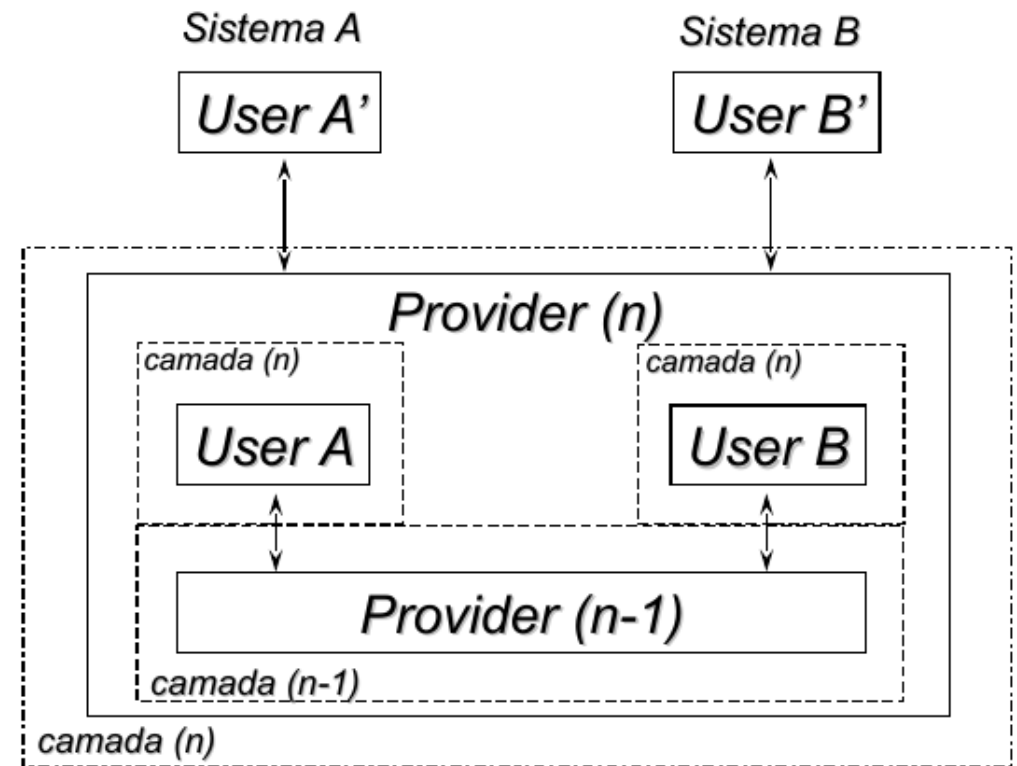 Sistema A
Sistema B
User A’
User B’
Provider (n)
camada (n)
camada (n)
User A
User B
Provider (n-1)
camada (n-1)
camada (n)